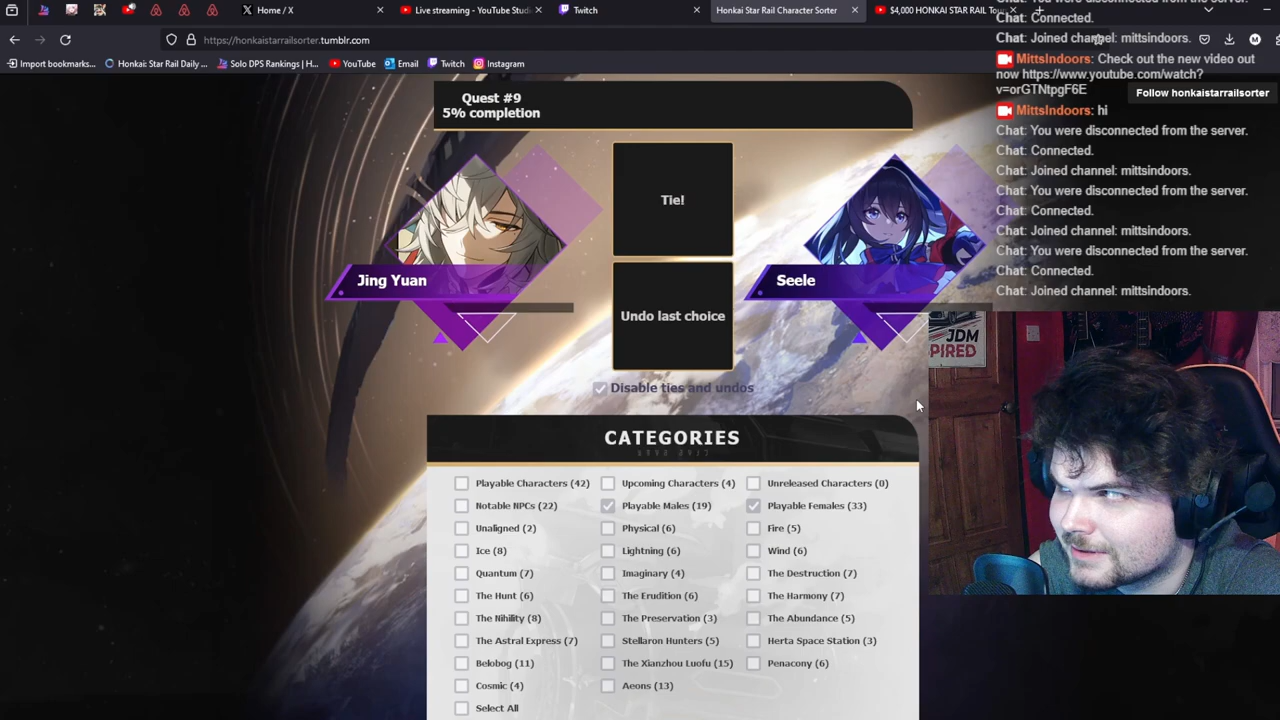 Home / X
Live streaming - YouTube Stud
Twitch
Honkai Star Rail Character Sorter
$4,000 HONKAI STAR RAIL Tou
https://honkaistarrailsorter.tumblr.com
Import bookmarks...
Honkai: Star Rail Daily ...
Solo DPS Rankings | H...
YouTube
Email
Twitch
Instagram
Chat: Connected.
Chat: Joined channel: mittsindoors.
MittsIndoors: Check out the new video out
now https://www.youtube.com/watch?
v=orGTNtpgF6E
Follow honkaistarrailsorter
MittsIndoors: hi
Chat: You were disconnected from the server.
Chat: Connected.
Chat: Joined channel: mittsindoors.
Chat: You were disconnected from the server.
Chat: Connected.
Chat: Joined channel: mittsindoors.
Chat: You were disconnected from the server.
Chat: Connected.
Chat: Joined channel: mittsindoors.
Quest #9
5% completion
Jing Yuan
Tie!
Undo last choice
Seele
Disable ties and undos
JDM
CATEGORIES
Playable Characters (42)
Upcoming Characters (4)
Unreleased Characters (0)
Notable NPCs (22)
Playable Males (19)
Playable Females (33)
Unaligned (2)
Physical (6)
Fire (5)
Ice (8)
Lightning (6)
Wind (6)
Quantum (7)
Imaginary (4)
The Destruction (7)
The Hunt (6)
The Erudition (6)
The Harmony (7)
The Nihility (8)
The Preservation (3)
The Abundance (5)
The Astral Express (7)
Stellaron Hunters (5)
Herta Space Station (3)
Belobog (11)
The Xianzhou Luofu (15)
Penacony (6)
Cosmic (4)
Aeons (13)
Select All